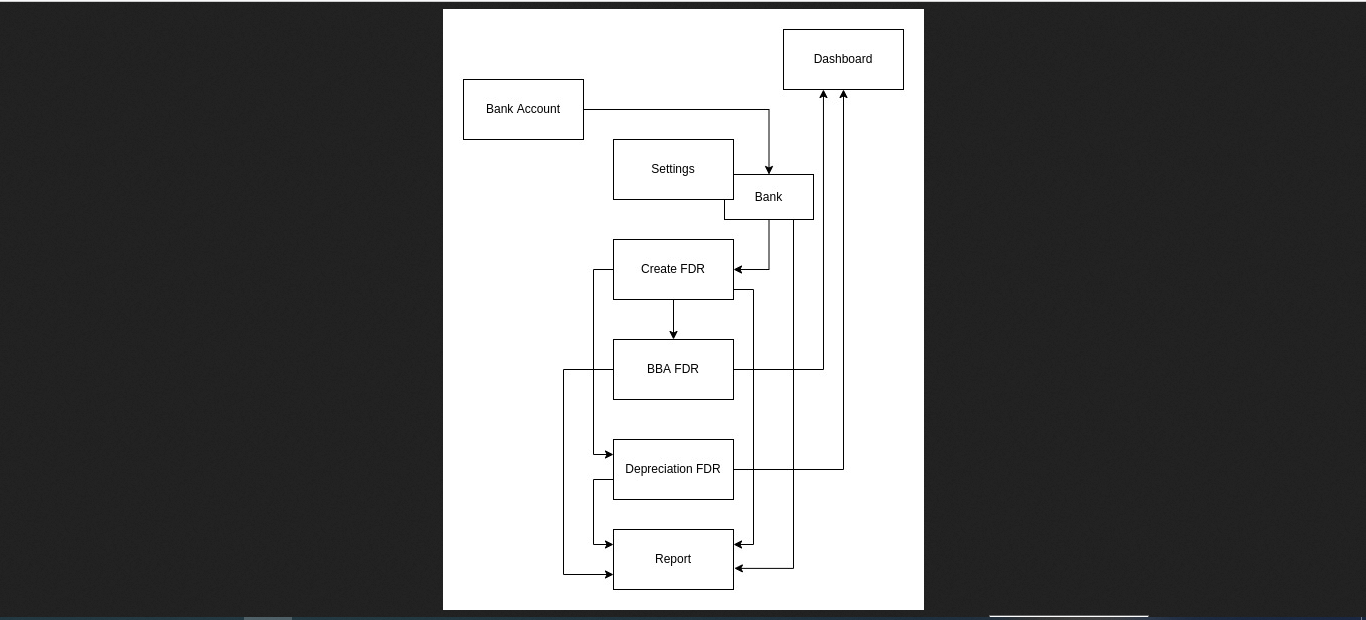 Dashboard
Bank Account
Settings
Bank
Create FDR
BBA FDR
Depreciation FDR
Report